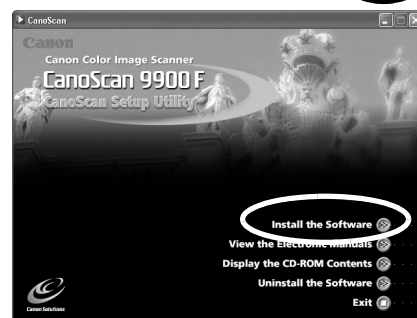 CanoScan
Canon
Canon Color Image Scanner
CanoScan 9900F
CanoScan Setup Utility
Install the Software
View the Electronic Manuals
Display the CD-ROM Contents
Uninstall the Software
Exit
Canon Solutions